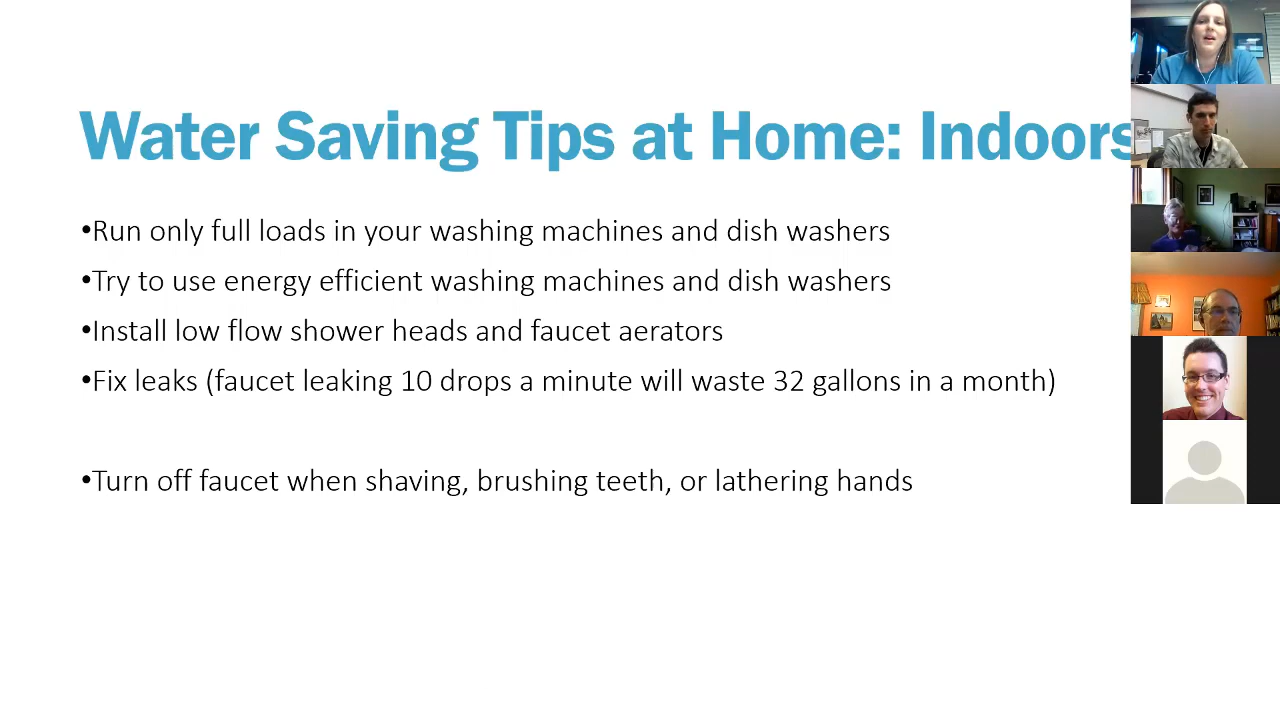 Water Saving Tips at Home: Indoors
•Run only full loads in your washing machines and dish washers
•Try to use energy efficient washing machines and dish washers
•Install low flow shower heads and faucet aerators
•Fix leaks (faucet leaking 10 drops a minute will waste 32 gallons in a month)
•Turn off faucet when shaving, brushing teeth, or lathering hands